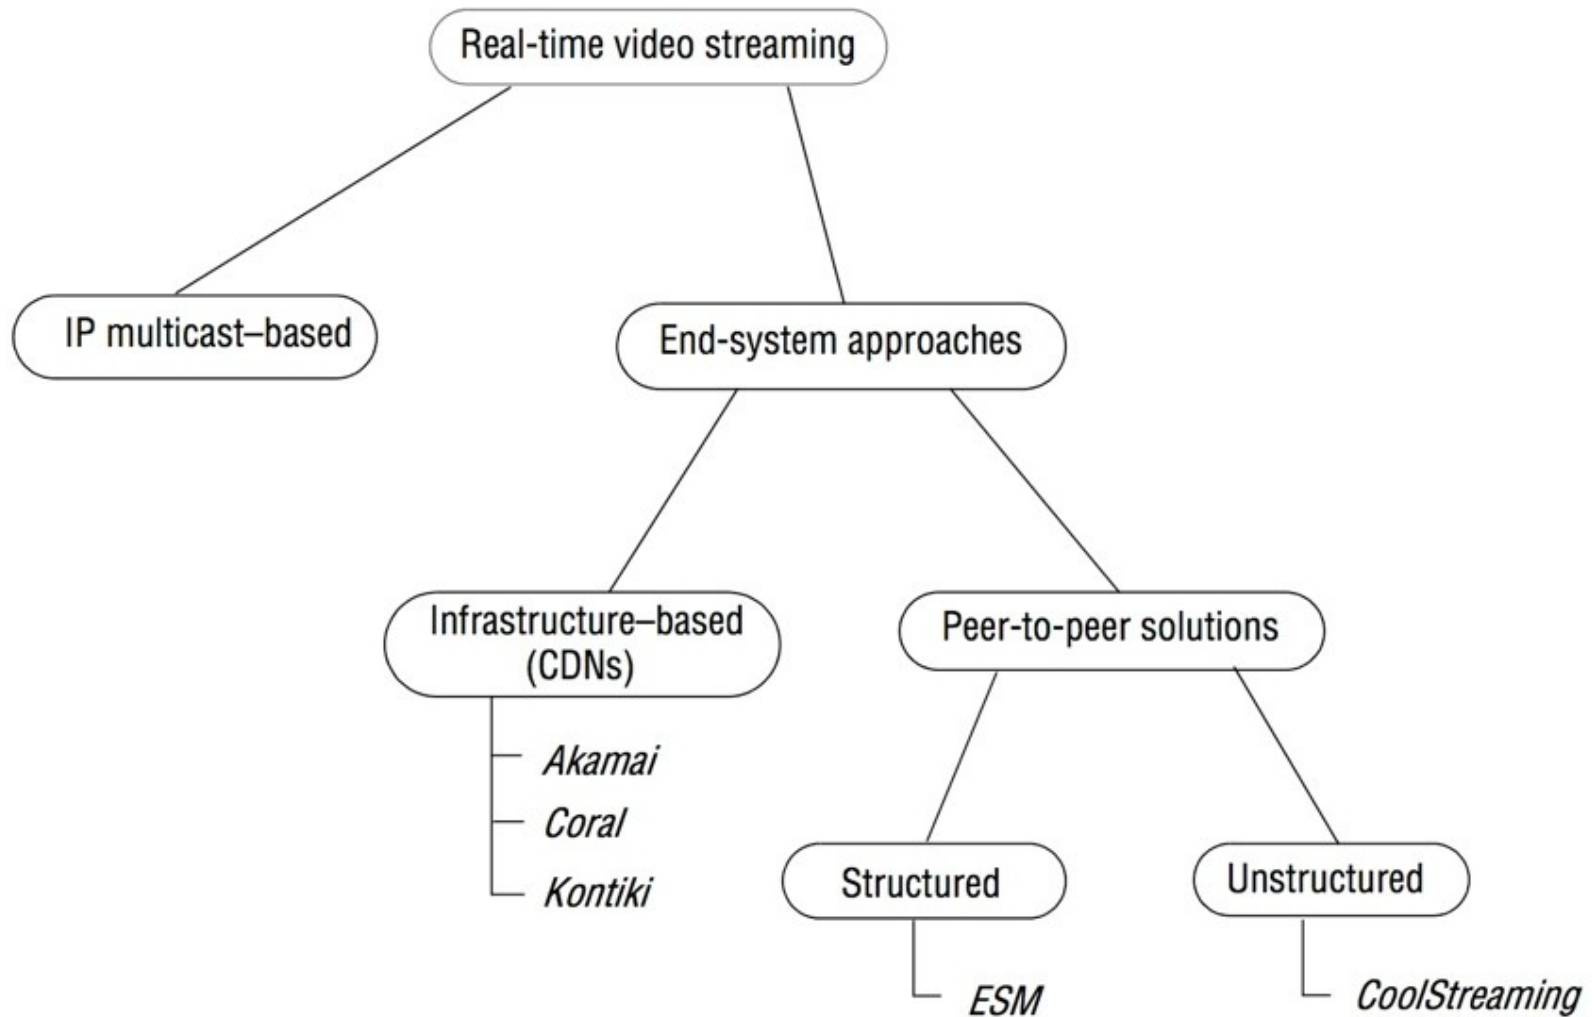 Real-time video streaming
IP multicast–based
End-system approaches
Infrastructure–based
(CDNs)
Peer-to-peer solutions
Akamai
Coral
Kontiki
Structured
Unstructured
ESM
CoolStreaming